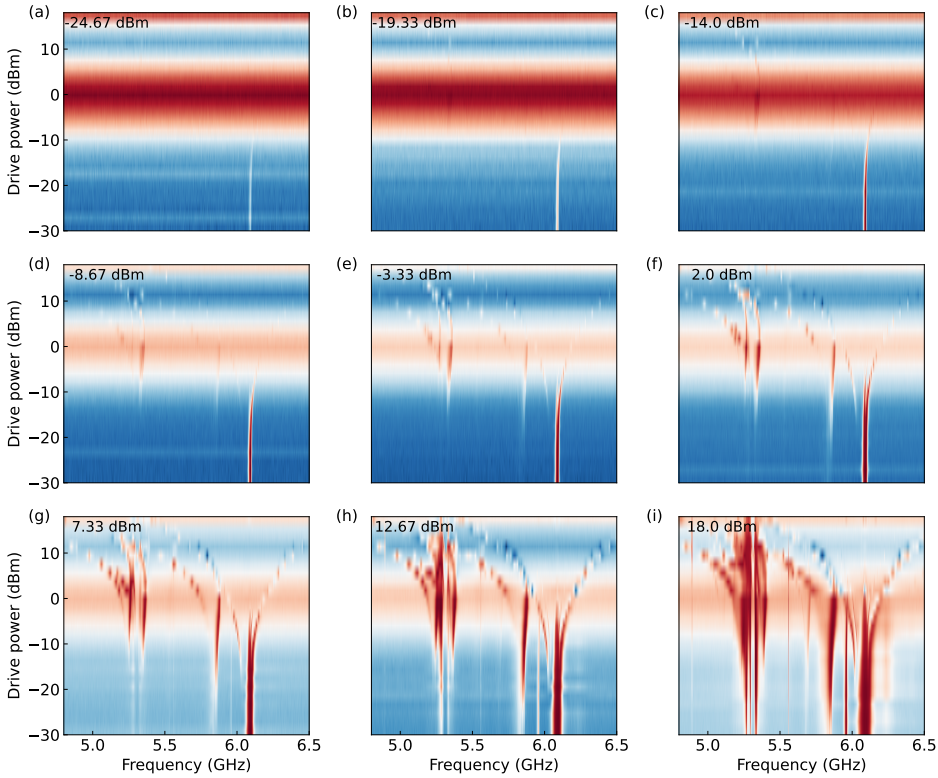 (a)
-24.67 dBm
(b)
-19.33 dBm
(c)
-14.0 dBm
Drive power (dBm)
10
0
−10
−20
−30
(d)
-8.67 dBm
(e)
-3.33 dBm
(f)
2.0 dBm
Drive power (dBm)
10
0
−10
−20
−30
(g)
7.33 dBm
(h)
12.67 dBm
(i)
18.0 dBm
Drive power (dBm)
10
0
−10
−20
−30
5.0 5.5 6.0 6.5
5.0 5.5 6.0 6.5
5.0 5.5 6.0 6.5
Frequency (GHz)
Frequency (GHz)
Frequency (GHz)